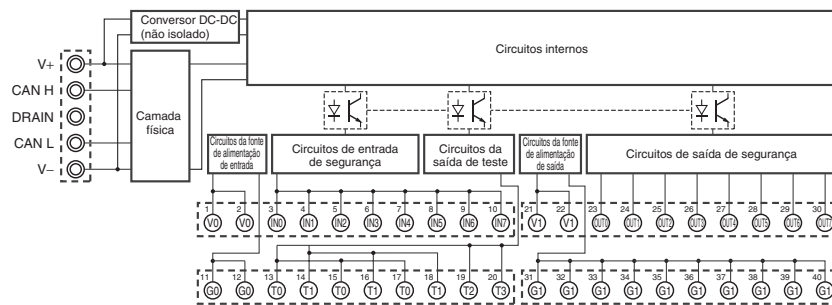 Conversor DC-DC
(não isolado)
Circuitos internos
V+
CAN H
DRAIN
CAN L
V–
Camada
física
Circuitos da fonte
de alimentação
de entrada
Circuitos de entrada
de segurança
Circuitos da
saída de teste
Circuitos da fonte
de alimentação
de saída
Circuitos de saída de segurança
1 2 3 4 5 6 7 8 9 10
V0 V0 IN0 IN1 IN2 IN3 IN4 IN5 IN6 IN7
21 22 23 24 25 26 27 28 29 30
V1 V1 OUT0 OUT1 OUT2 OUT3 OUT4 OUT5 OUT6 OUT7
11 12 13 14 15 16 17 18 19 20
G0 G0 T0 T1 T0 T1 T0 T1 T2 T3
31 32 33 34 35 36 37 38 39 40
G1 G1 G1 G1 G1 G1 G1 G1 G1 G1